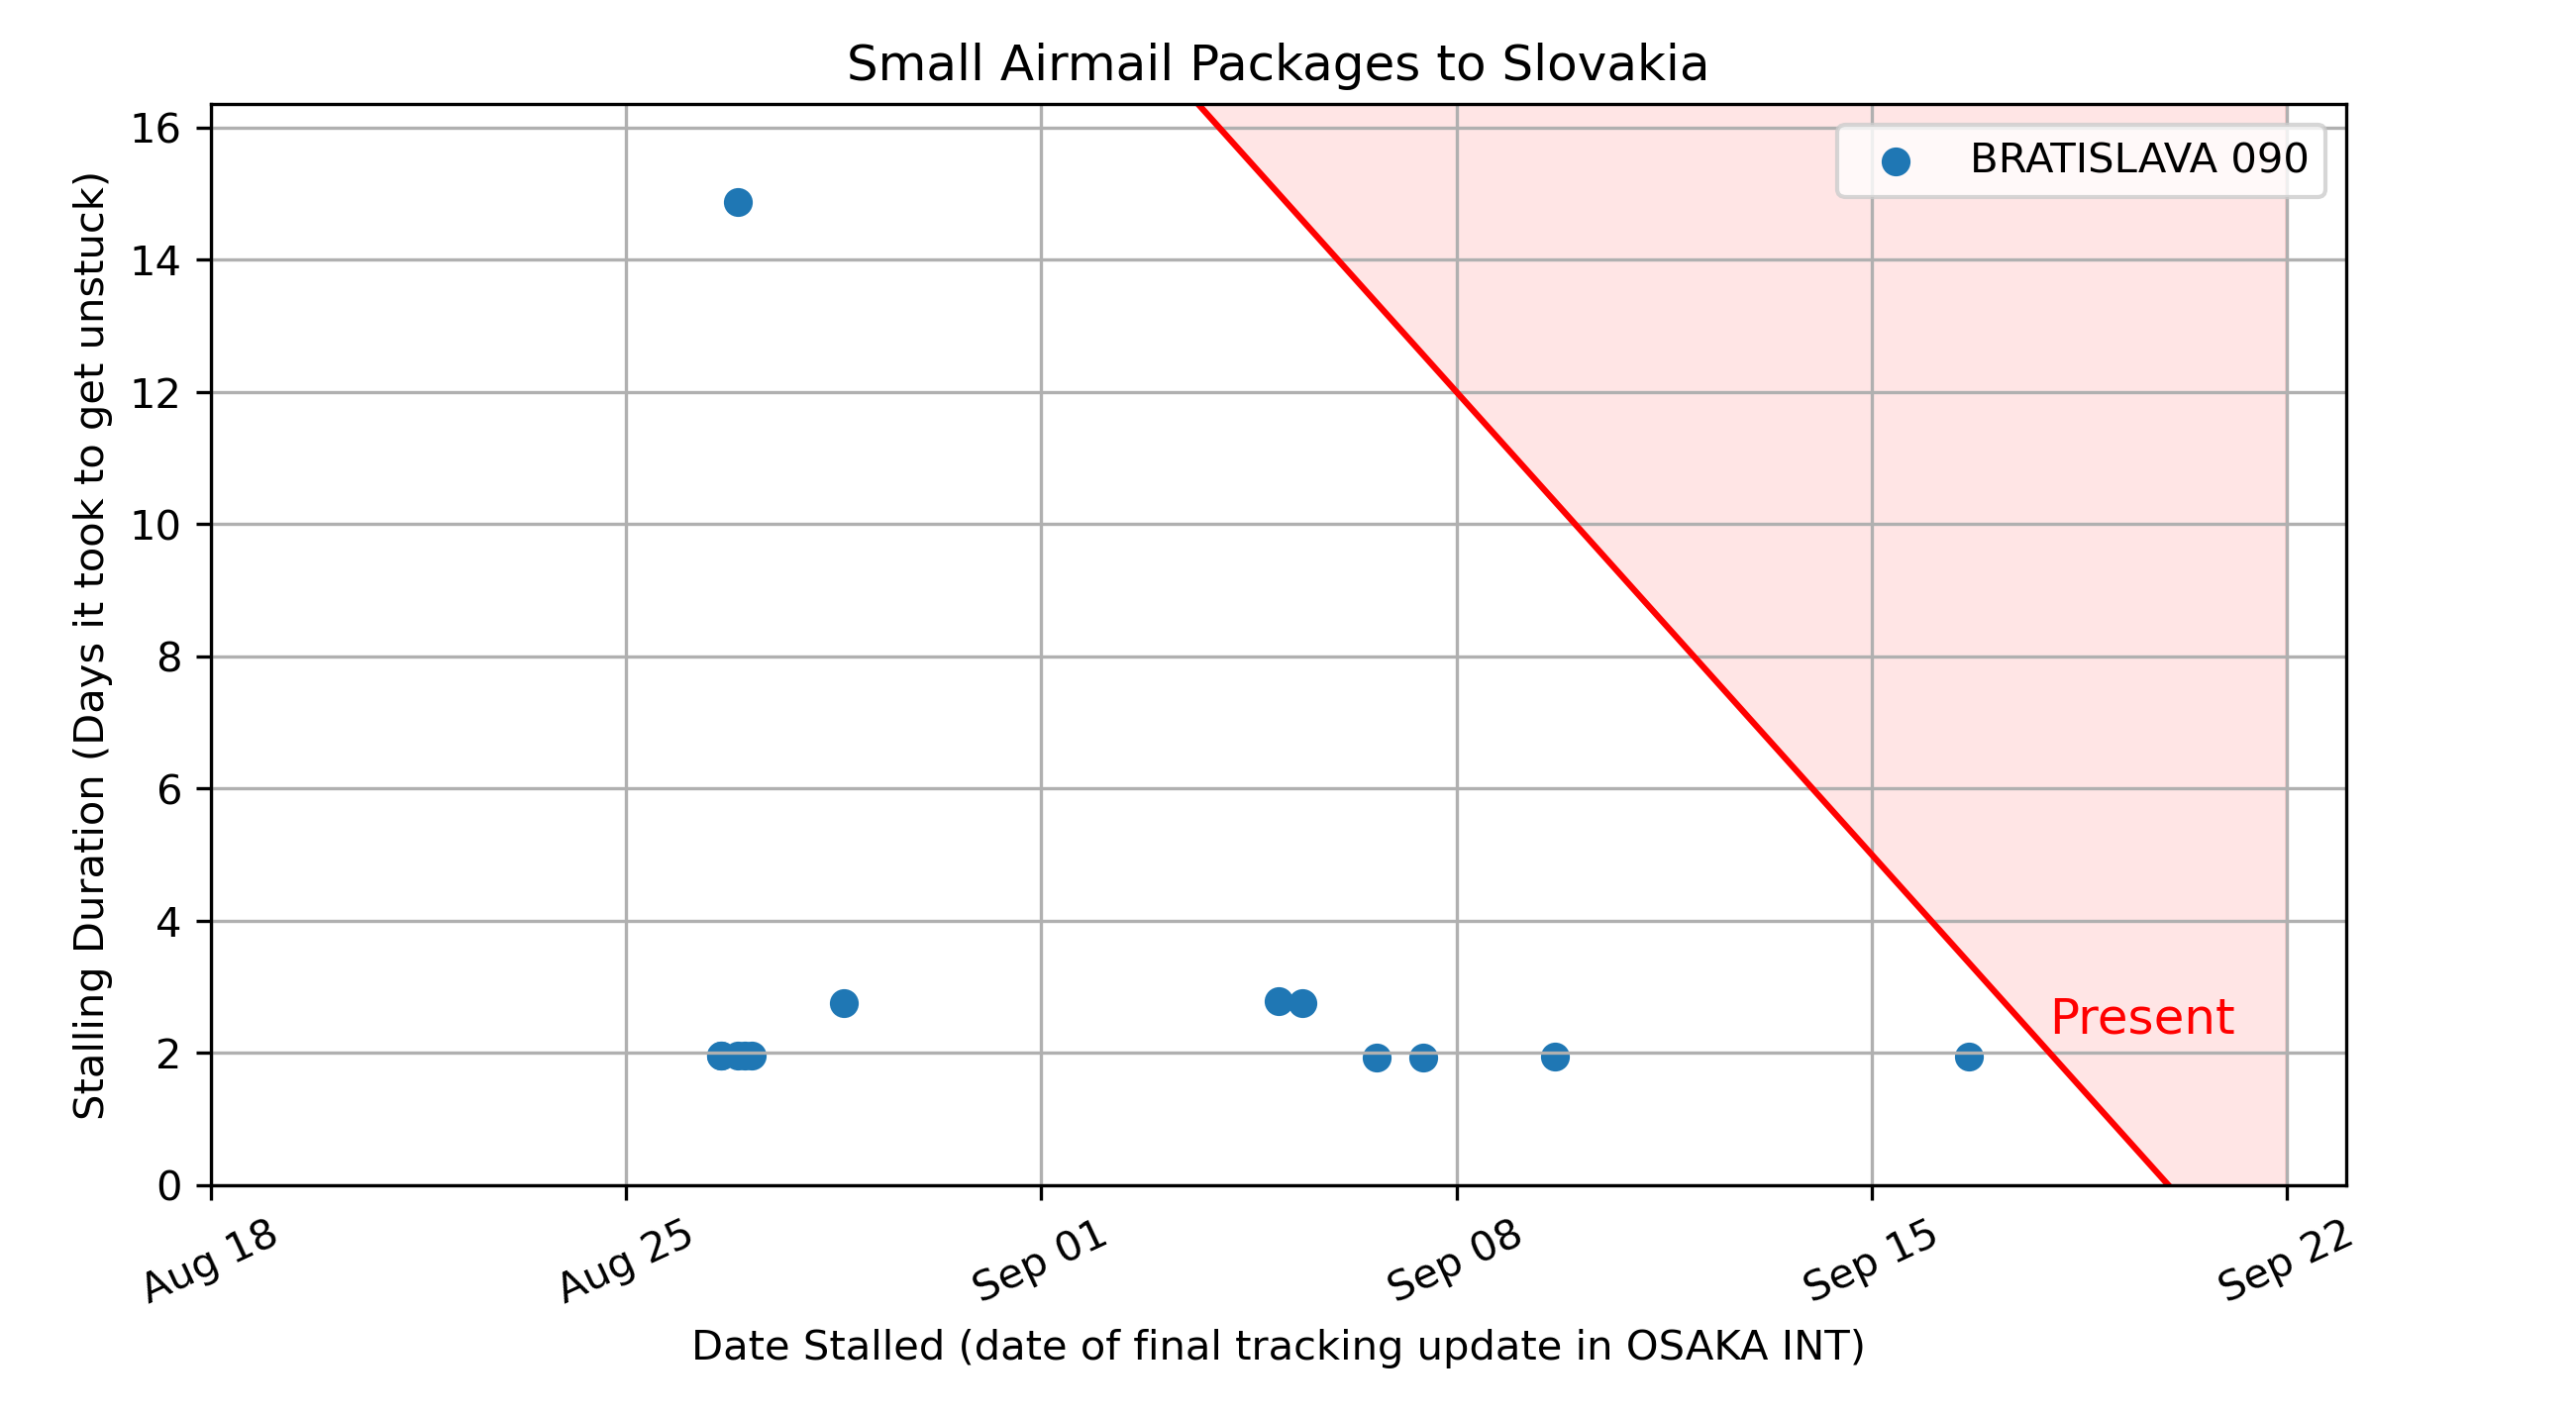 Small Airmail Packages to Slovakia
BRATISLAVA 090
Stalling Duration (Days it took to get unstuck)
16
14
12
10
8
6
4
2
0
Present
Aug 18
Aug 25
Sep 01
Sep 08
Sep 15
Sep 22
Date Stalled (date of final tracking update in OSAKA INT)